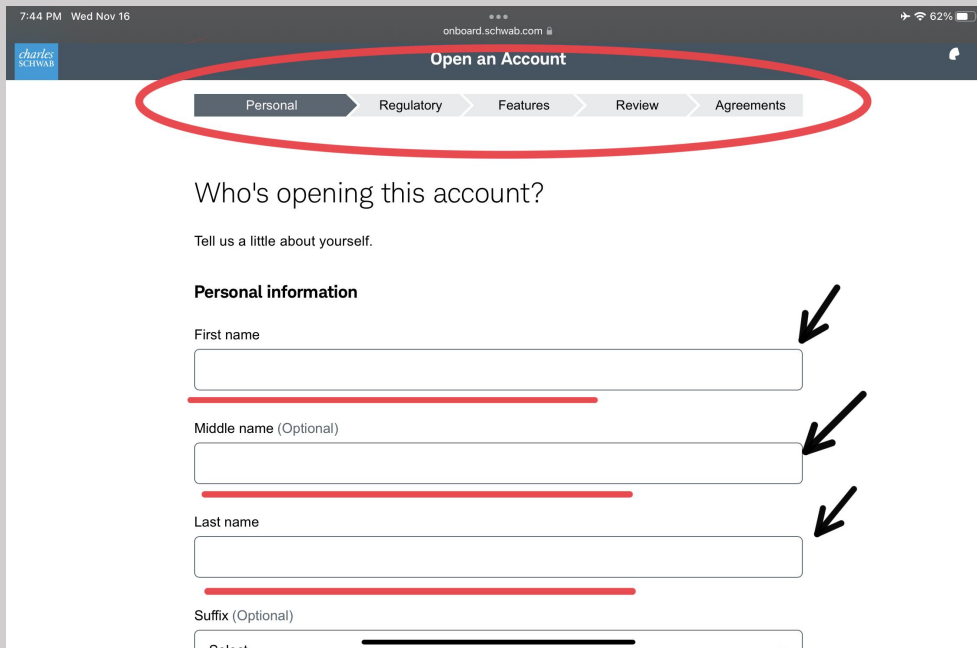 7:44 PM Wed Nov 16
62%
onboard.schwab.com
charles
SCHWAB
Open an Account
Personal Regulatory Features Review Agreements
Who's opening this account?
Tell us a little about yourself.
Personal information
First name
Middle name (Optional)
Last name
Suffix (Optional)
Select